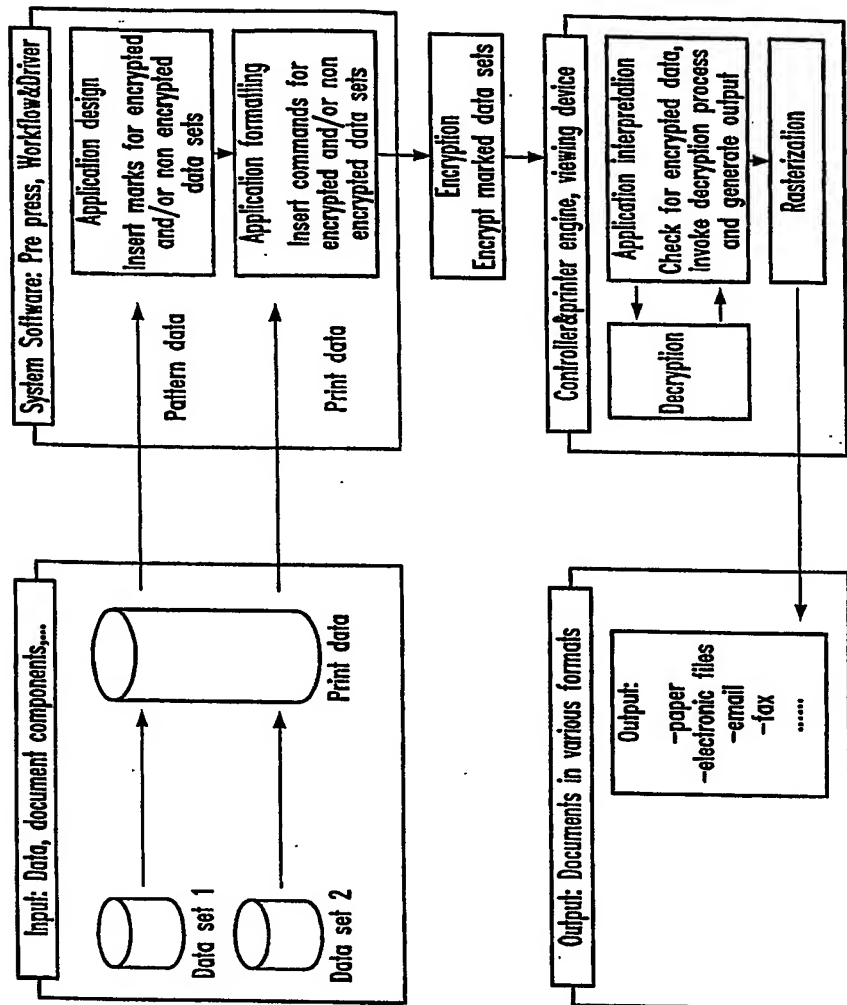 Input: Data, document components,...
Data set 1
Data set 2
Print data
System Software: Pre press, Workflow&Driver
Pattern data
Print data
Application design
Insert marks for encrypted
and/or non encrypted
data sets
Application formatting
Insert commands for
encrypted and/or non
encrypted data sets
Encryption
Encrypt marked data sets
Controller&printer engine, viewing device
Decryption
Application interpretation
Check for encrypted data,
invoke decryption process
and generate output
Rasterization
Output: Documents in various formats
Output:
-paper
-electronic files
-email
-fax
......